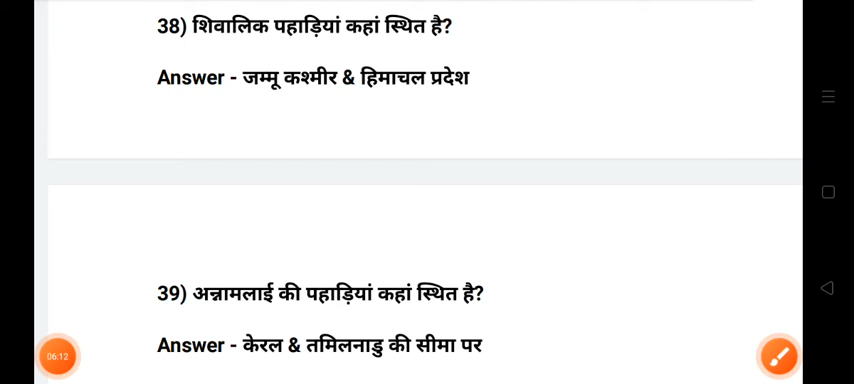 38) शिवालिक पहाड़ियां कहां स्थित है?
Answer - जम्मू कश्मीर & हिमाचल प्रदेश
39) अन्नामलाई की पहाड़ियां कहां स्थित है?
Answer - केरल & तमिलनाडु की सीमा पर
06:12